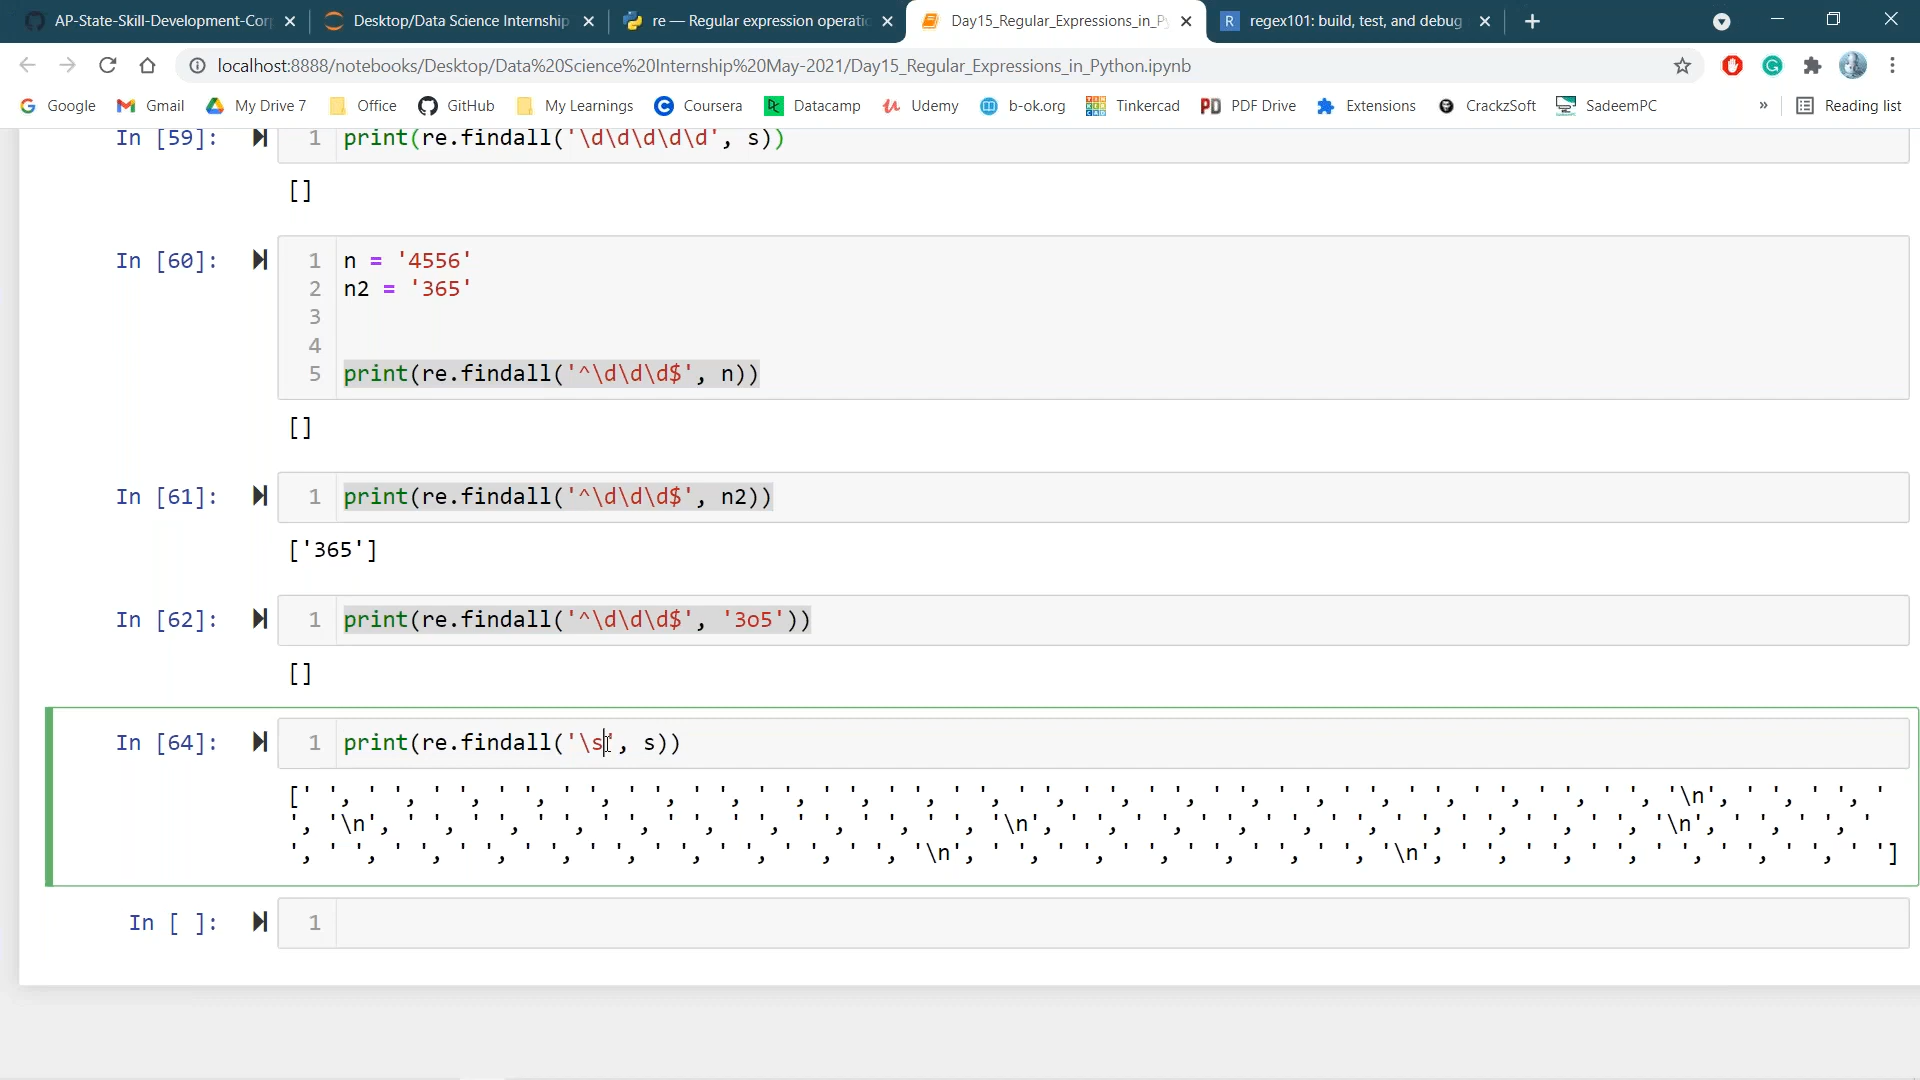 AP-State-Skill-Development-Cor
Desktop/Data Science Internship
re — Regular expression operatio
Day15_Regular_Expressions_in_Py
R regex101: build, test, and debug
localhost:8888/notebooks/Desktop/Data%20Science%20Internship%20May-2021/Day15_Regular_Expressions_in_Python.ipynb
Google Gmail My Drive 7 Office GitHub My Learnings Coursera Datacamp Udemy b-ok.org Tinkercad PDF Drive Extensions CrackzSoft SadeemPC » Reading list
In [59]: 1 print(re.findall('\d\d\d\d\d', s))
[]
In [60]: 1 n = '4556'
2 n2 = '365'
3
4
5 print(re.findall('^\d\d\d$', n))
[]
In [61]: 1 print(re.findall('^\d\d\d$', n2))
['365']
In [62]: 1 print(re.findall('^\d\d\d$', '3o5'))
[]
In [64]: 1 print(re.findall('\s', s))
[' ', ' ', ' ', ' ', ' ', ' ', ' ', ' ', ' ', ' ', ' ', ' ', ' ', ' ', ' ', ' ', ' ', ' ', ' ', ' ', ' ', '\n', ' ', ' ', '
', '\n', ' ', ' ', ' ', ' ', ' ', ' ', ' ', ' ', ' ', '\n', ' ', ' ', ' ', ' ', ' ', ' ', ' ', ' ', ' ', '\n', ' ', ' ', '
', ' ', ' ', ' ', ' ', ' ', ' ', ' ', ' ', ' ', '\n', ' ', ' ', ' ', ' ', ' ', ' ', '\n', ' ', ' ', ' ', ' ', ' ', ' ', ' ']
In [ ]: 1